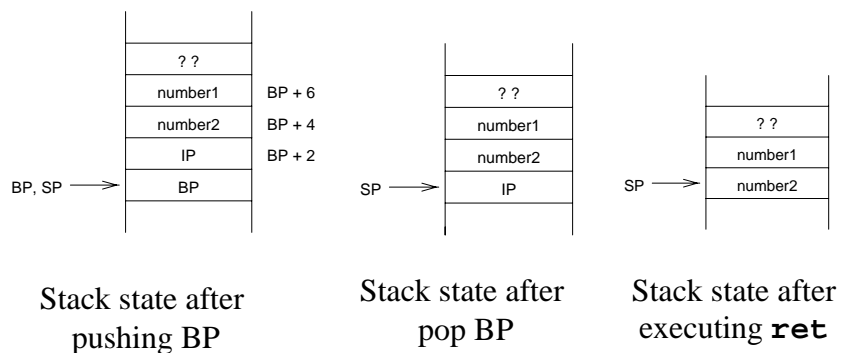 ? ?
number1 BP + 6
number2 BP + 4
IP BP + 2
BP, SP BP
Stack state after
pushing BP
? ?
number1
number2
SP IP
Stack state after
pop BP
? ?
number1
SP number2
Stack state after
executing ret